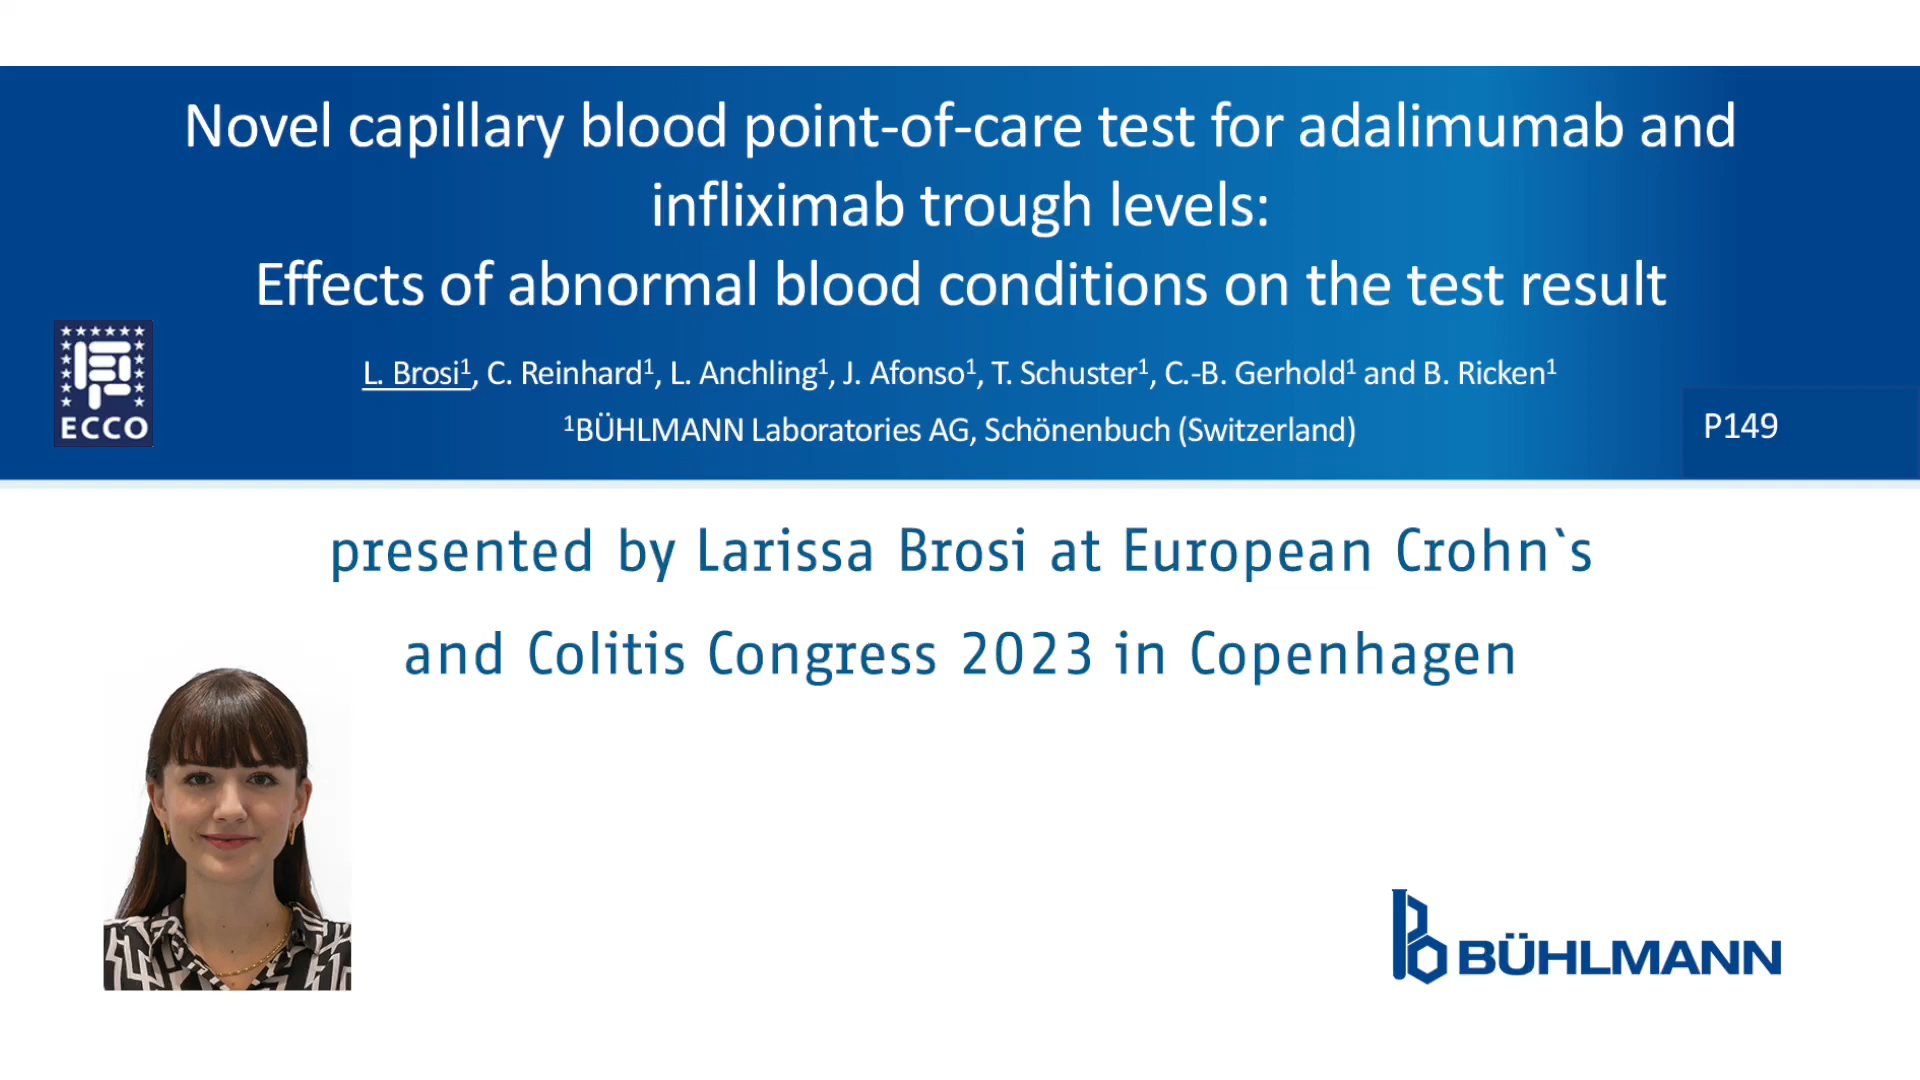 Novel capillary blood point-of-care test for adalimumab and
infliximab trough levels:
Effects of abnormal blood conditions on the test result
L. Brosi¹, C. Reinhard¹, L. Anchling¹, J. Afonso¹, T. Schuster¹, C.-B. Gerhold¹ and B. Ricken¹
¹BÜHLMANN Laboratories AG, Schönenbuch (Switzerland)
ECCO
P149
presented by Larissa Brosi at European Crohn`s
and Colitis Congress 2023 in Copenhagen
BÜHLMANN